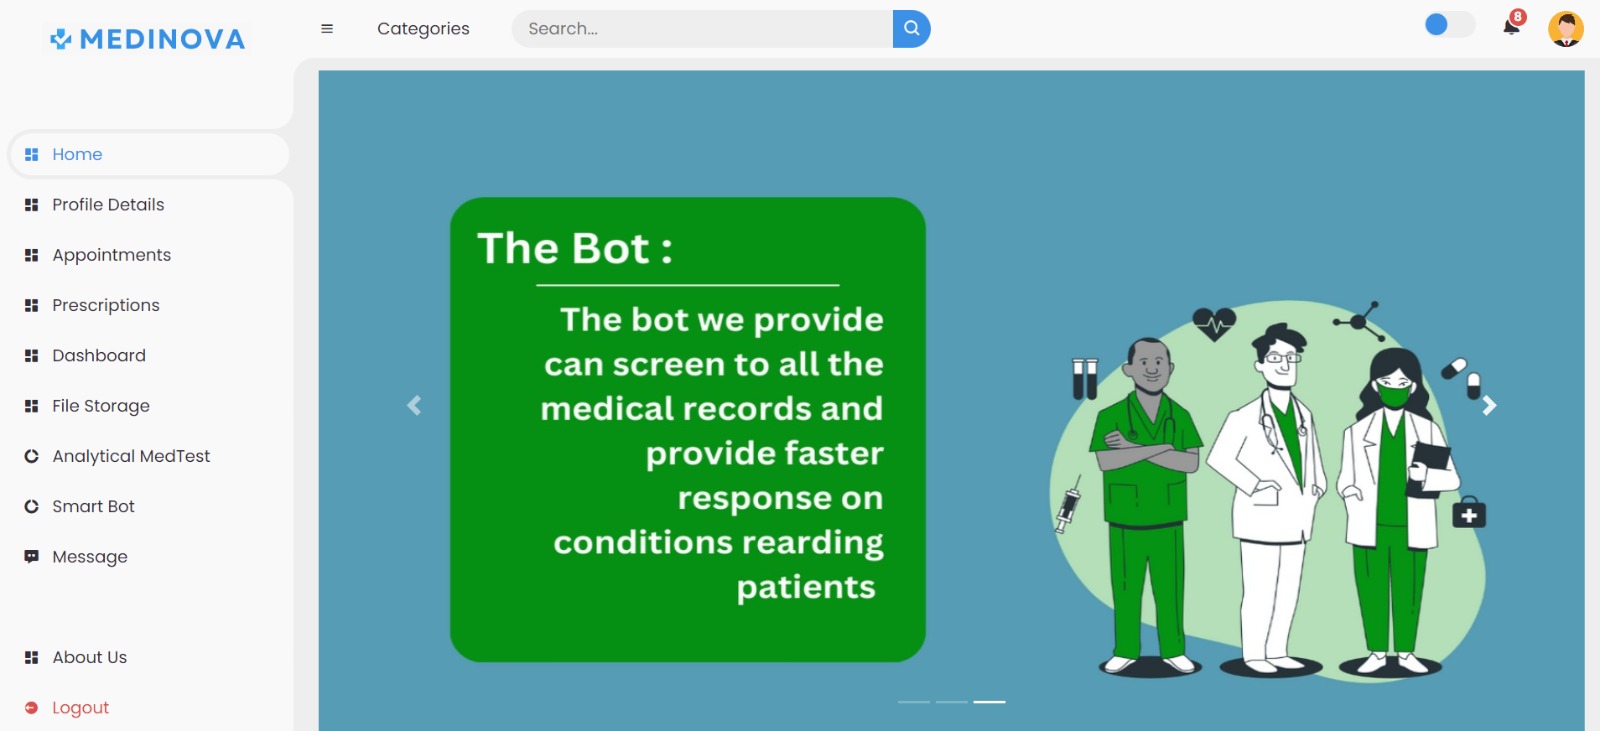 MEDINOVA
Categories
Search...
8
Home
Profile Details
Appointments
Prescriptions
Dashboard
File Storage
Analytical MedTest
Smart Bot
Message
About Us
Logout
The Bot :
The bot we provide
can screen to all the
medical records and
provide faster
response on
conditions rearding
patients